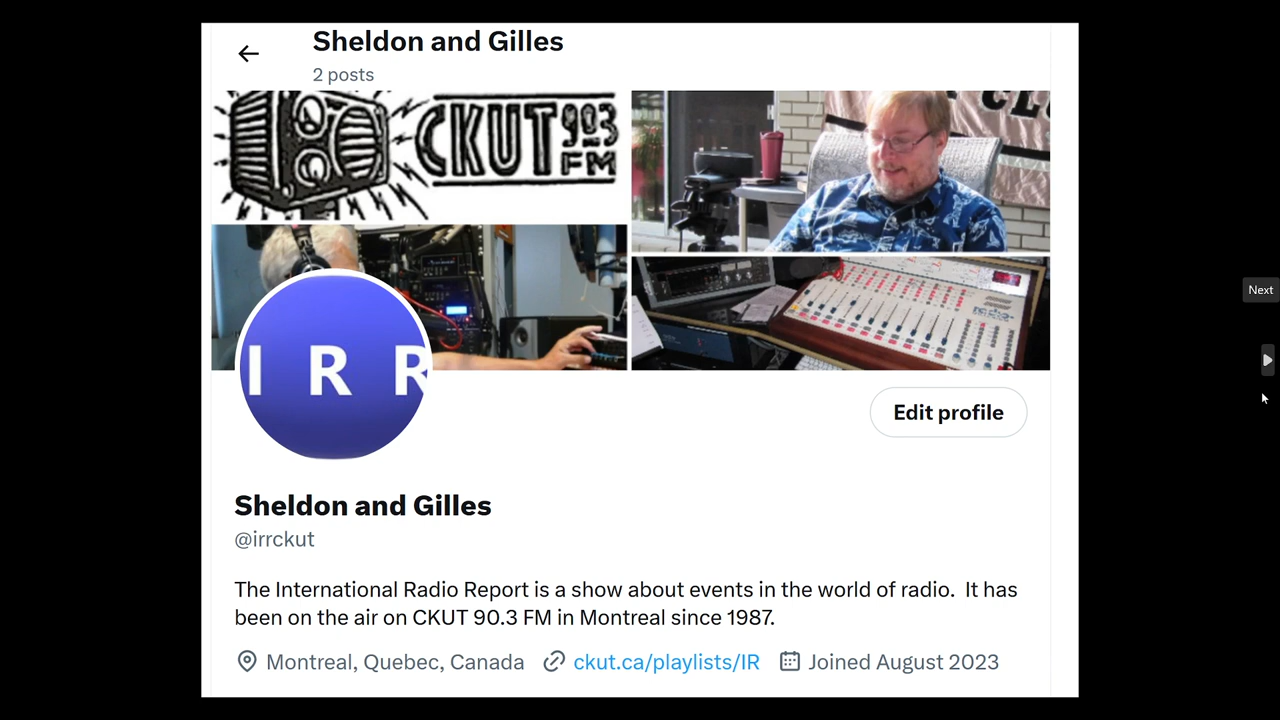 Sheldon and Gilles
2 posts
CKUT 90.3
FM
I R R
Edit profile
Next
Sheldon and Gilles
@irrckut
The International Radio Report is a show about events in the world of radio.  It has
been on the air on CKUT 90.3 FM in Montreal since 1987.
Montreal, Quebec, Canada ckut.ca/playlists/IR Joined August 2023